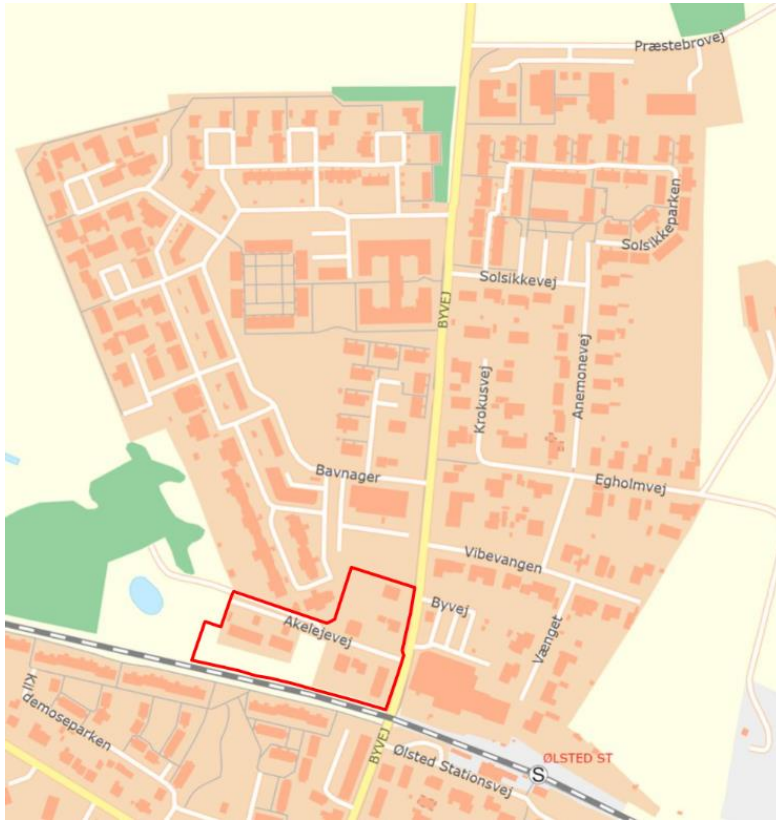 Præstebrovej
Solsikkeparken
Solsikkevej
BYVEJ
Krokusvej
Anemonevej
Bavnager
Egholmvej
Vibevangen
Byvej
Akelejevej
Vænget
Kildemoseparken
BYVEJ
Ølsted Stationsvej
ØLSTED ST
S